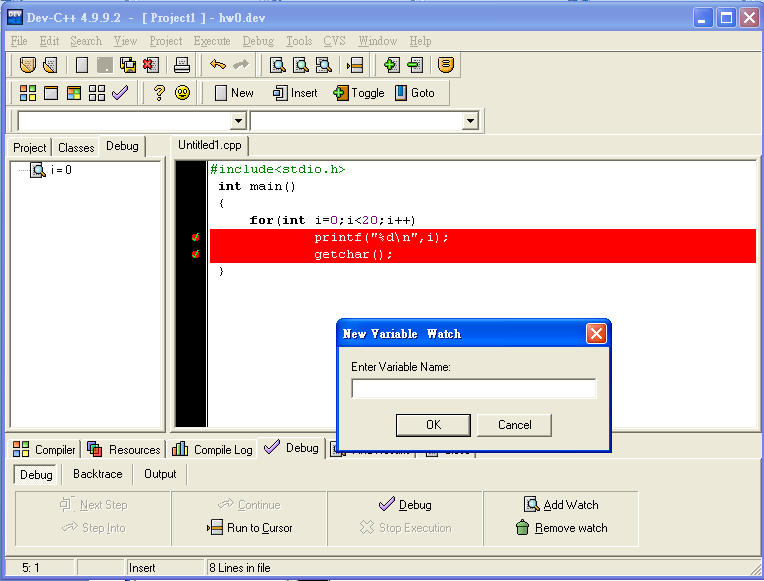 Dev-C++ 4.9.9.2 - [ Project1 ] - hw0.dev
File Edit Search View Project Execute Debug Tools CVS Window Help
New Insert Toggle Goto
Project Classes Debug Untitled1.cpp
i = 0
#include<stdio.h>
int main()
{
for(int i=0;i<20;i++)
printf("%d\n",i);
getchar();
}
New Variable Watch
Enter Variable Name:
OK Cancel
Compiler Resources Compile Log Debug
Debug Backtrace Output
Next Step Continue Debug Add Watch
Step Into Run to Cursor Stop Execution Remove watch
5: 1 Insert 8 Lines in file